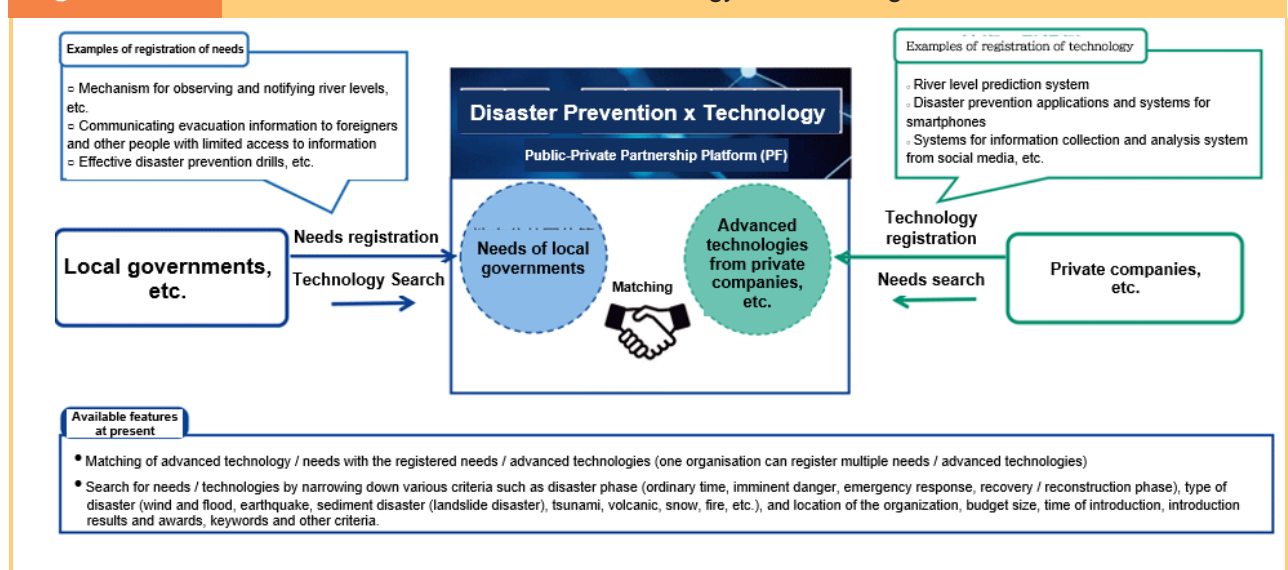 Examples of registration of needs
▫ Mechanism for observing and notifying river levels,
etc.
▫ Communicating evacuation information to foreigners
and other people with limited access to information
▫ Effective disaster prevention drills, etc.
Disaster Prevention x Technology
Public-Private Partnership Platform (PF)
Examples of registration of technology
▫ River level prediction system
▫ Disaster prevention applications and systems for
smartphones
▫ Systems for information collection and analysis system
from social media, etc.
Local governments,
etc.
Needs registration
Technology Search
Needs of local
governments
Matching
Advanced
technologies
from private
companies,
etc.
Technology
registration
Needs search
Private companies,
etc.
Available features
at present
• Matching of advanced technology / needs with the registered needs / advanced technologies (one organisation can register multiple needs / advanced technologies)
• Search for needs / technologies by narrowing down various criteria such as disaster phase (ordinary time, imminent danger, emergency response, recovery / reconstruction phase), type of
disaster (wind and flood, earthquake, sediment disaster (landslide disaster), tsunami, volcanic, snow, fire, etc.), and location of the organization, budget size, time of introduction, introduction
results and awards, keywords and other criteria.